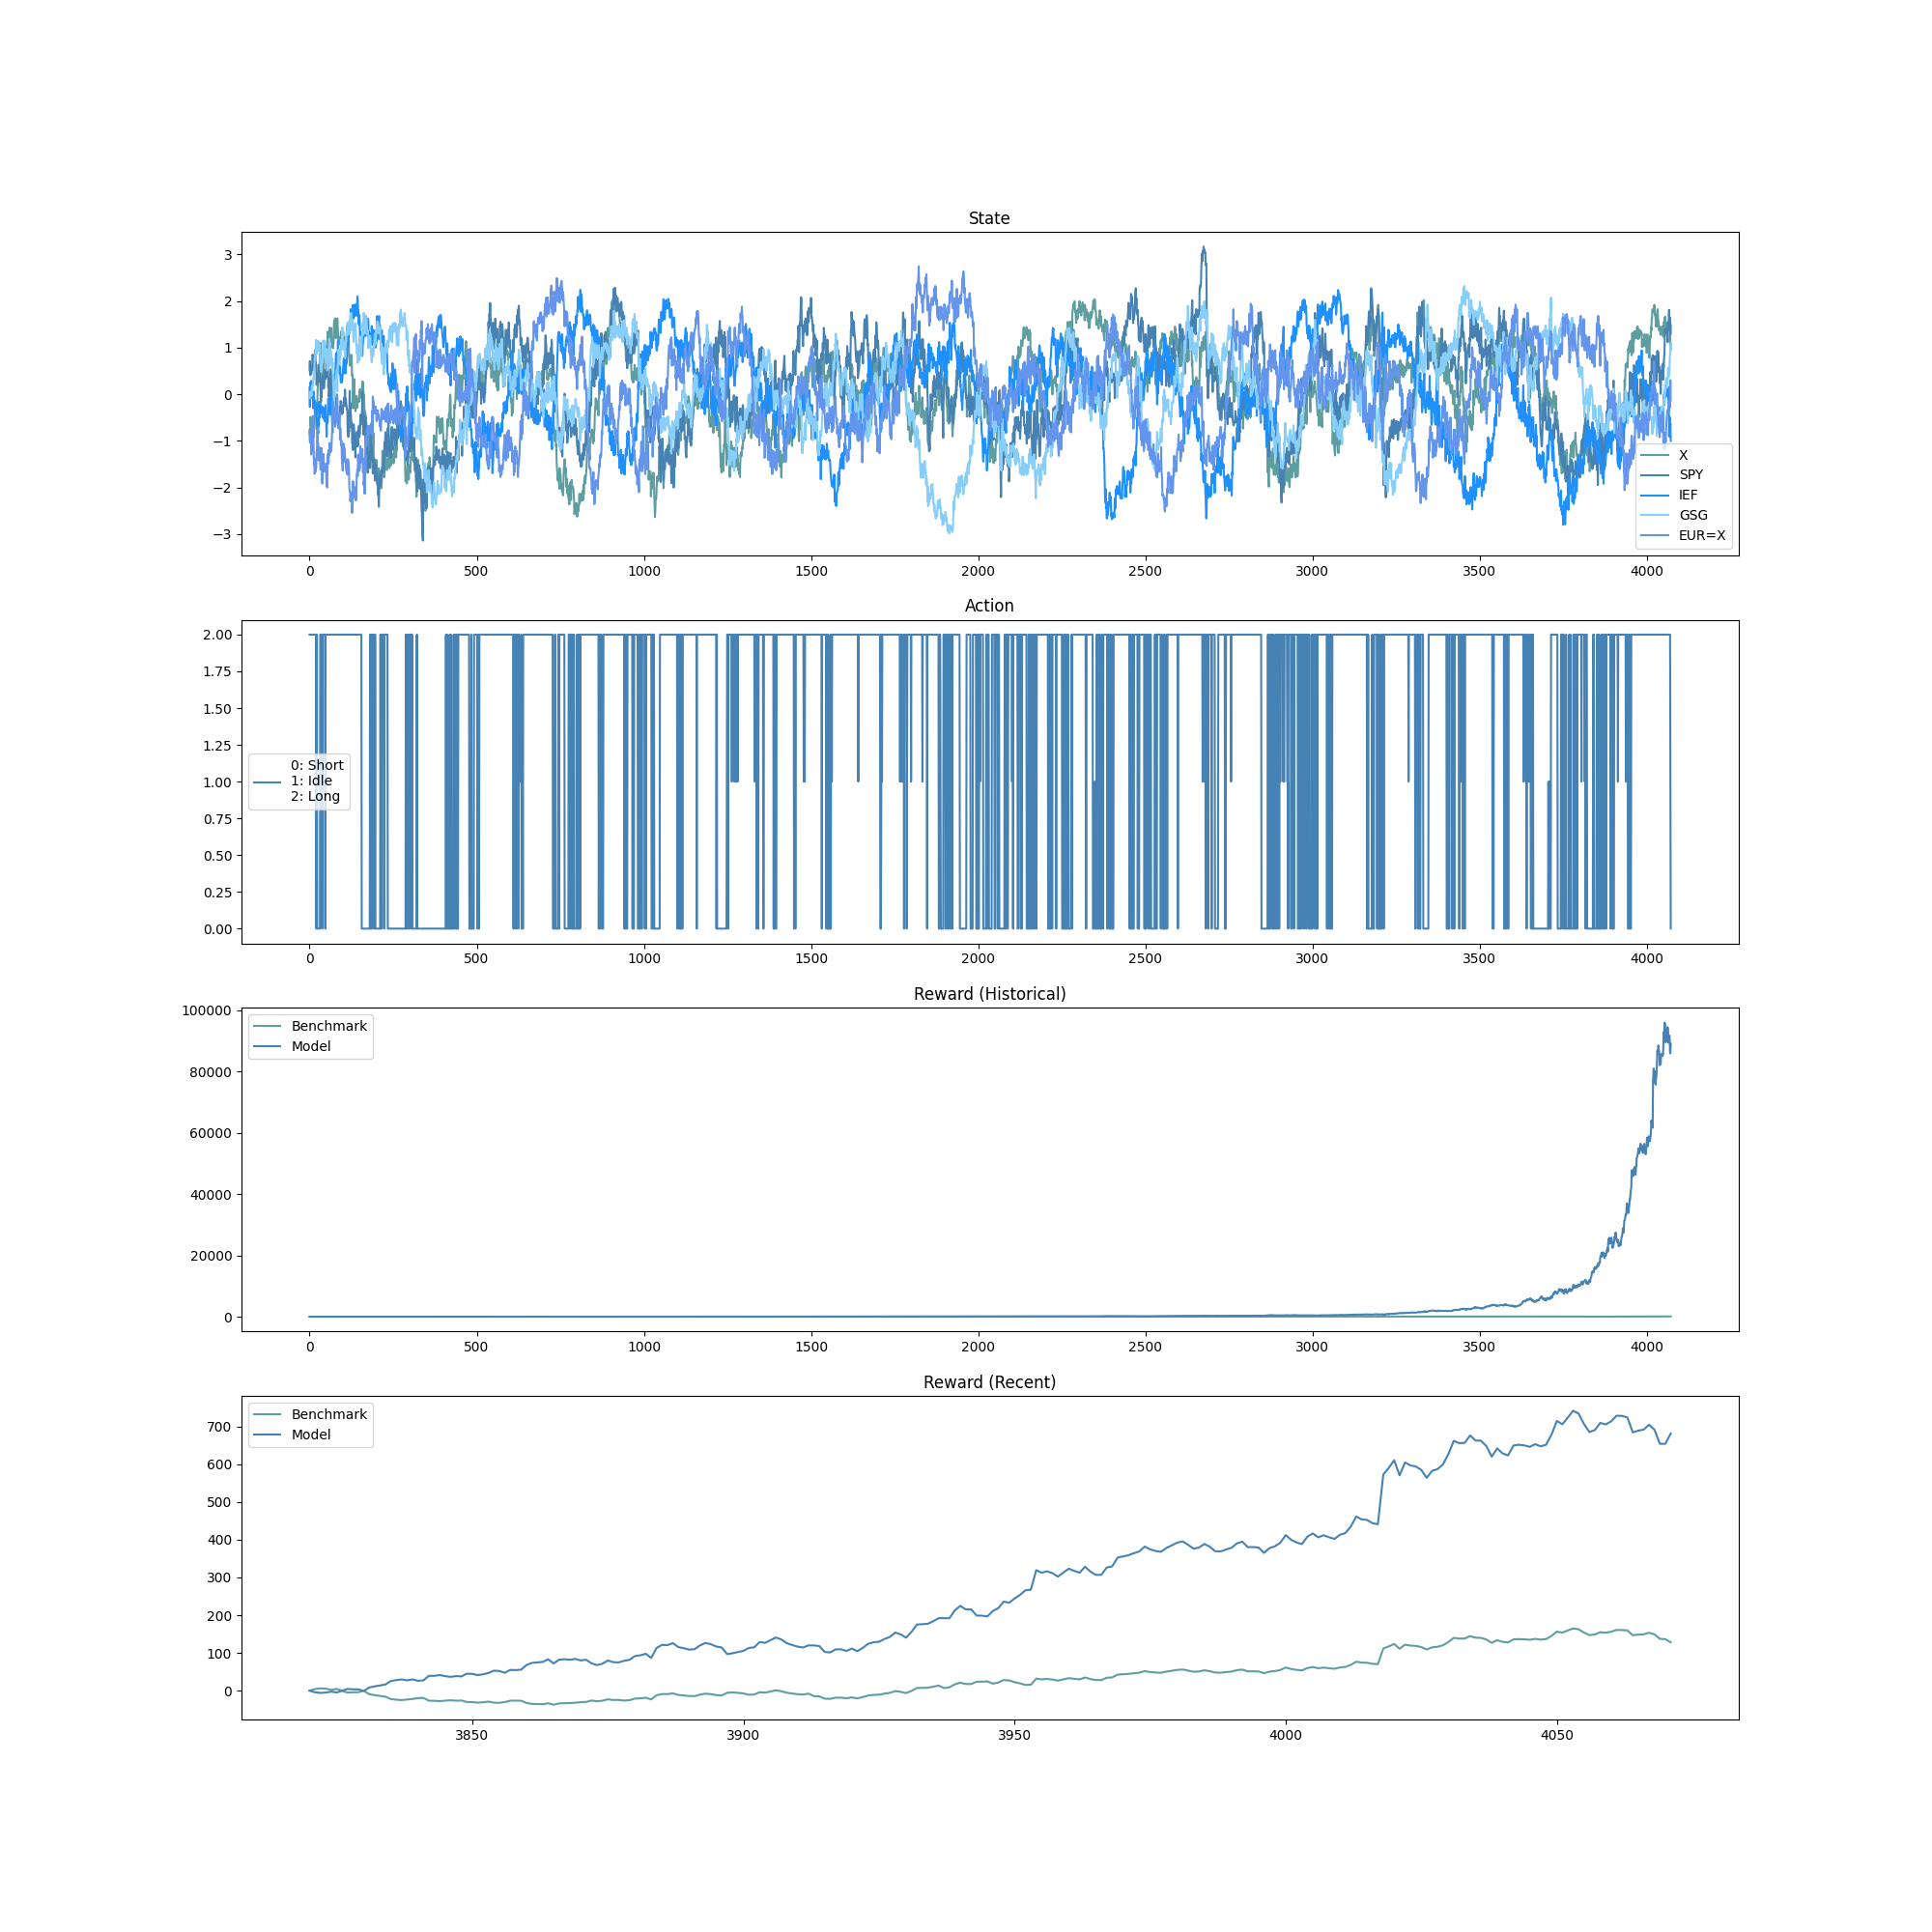 State
3
2
1
0
−1
−2
−3
X
SPY
IEF
GSG
EUR=X
0 500 1000 1500 2000 2500 3000 3500 4000
Action
2.00
1.75
1.50
1.25
1.00
0.75
0.50
0.25
0.00
0: Short
1: Idle
2: Long
0 500 1000 1500 2000 2500 3000 3500 4000
Reward (Historical)
100000
80000
60000
40000
20000
0
Benchmark
Model
0 500 1000 1500 2000 2500 3000 3500 4000
Reward (Recent)
700
600
500
400
300
200
100
0
Benchmark
Model
3850 3900 3950 4000 4050